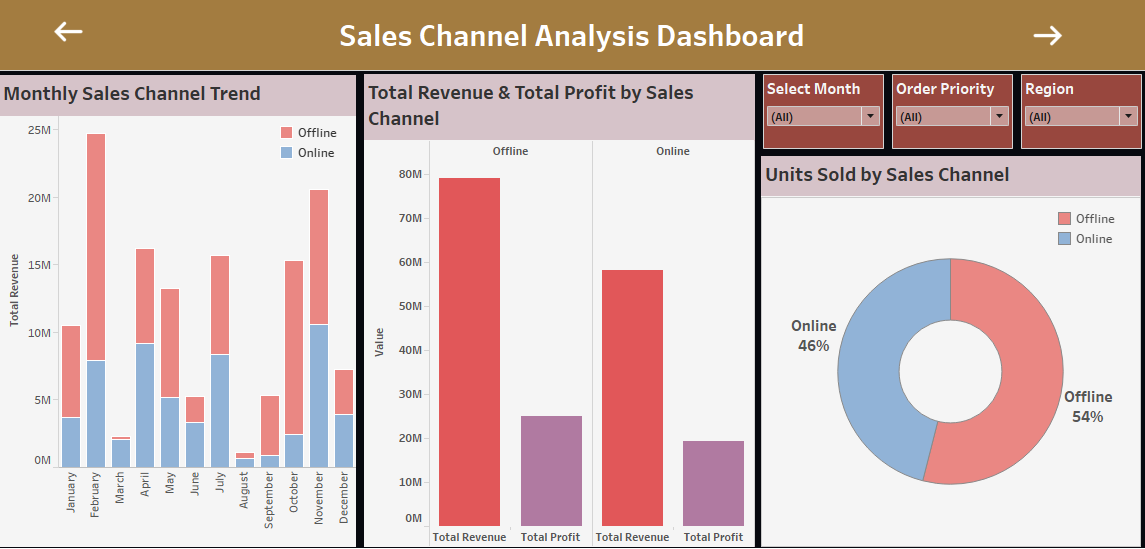 Sales Channel Analysis Dashboard
Monthly Sales Channel Trend
Offline
Online
25M
20M
15M
10M
5M
0M
Total Revenue
January
February
March
April
May
June
July
August
September
October
November
December
Total Revenue & Total Profit by Sales
Channel
Offline
Online
80M
70M
60M
50M
40M
30M
20M
10M
0M
Value
Total Revenue
Total Profit
Total Revenue
Total Profit
Select Month
(All)
Order Priority
(All)
Region
(All)
Units Sold by Sales Channel
Offline
Online
Online
46%
Offline
54%